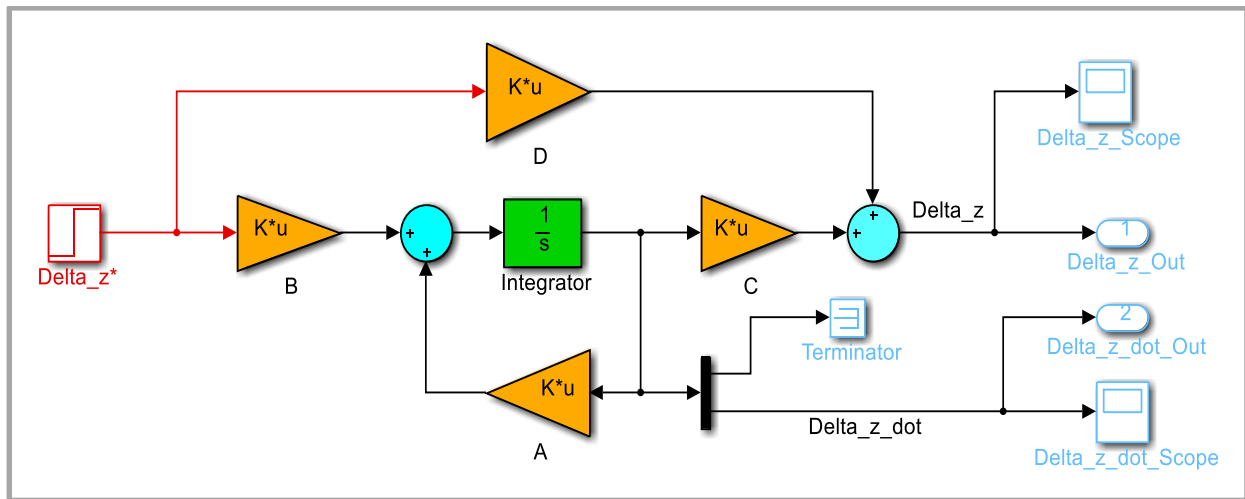 K*u
D
Delta_z_Scope
Delta_z*
K*u
B
+
+
1
s
Integrator
K*u
C
+
+
Delta_z
1
Delta_z_Out
Terminator
2
Delta_z_dot_Out
K*u
A
Delta_z_dot
Delta_z_dot_Scope